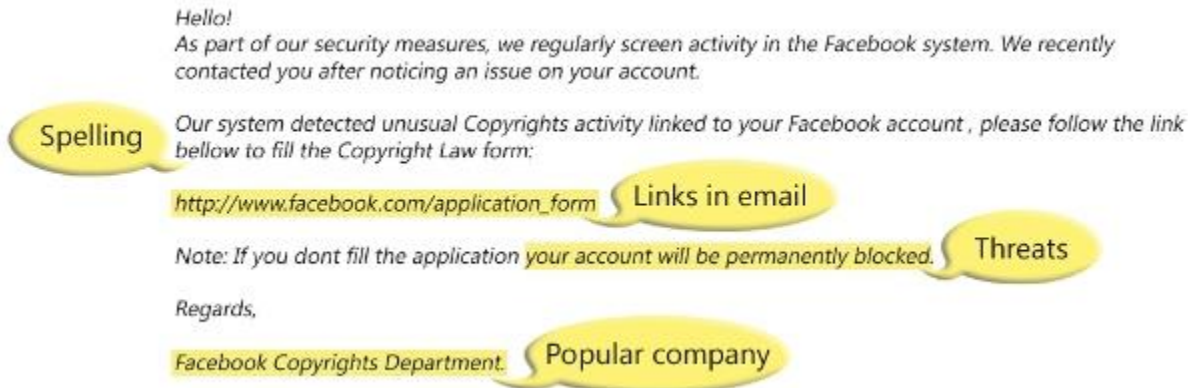 Hello!
As part of our security measures, we regularly screen activity in the Facebook system. We recently
contacted you after noticing an issue on your account.
Spelling
Our system detected unusual Copyrights activity linked to your Facebook account , please follow the link
bellow to fill the Copyright Law form:
http://www.facebook.com/application_form
Links in email
Note: If you dont fill the application your account will be permanently blocked.
Threats
Regards,
Facebook Copyrights Department.
Popular company